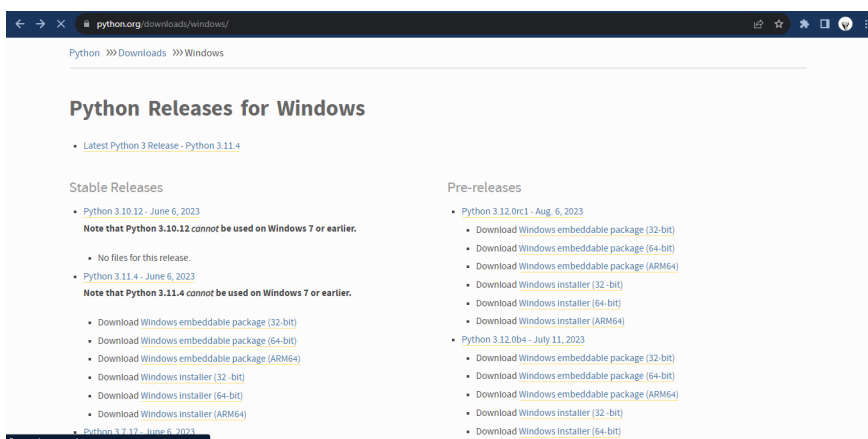 python.org/downloads/windows/
Python >>> Downloads >>> Windows
Python Releases for Windows
Latest Python 3 Release - Python 3.11.4
Stable Releases
Python 3.10.12 - June 6, 2023
Note that Python 3.10.12 cannot be used on Windows 7 or earlier.
No files for this release.
Python 3.11.4 - June 6, 2023
Note that Python 3.11.4 cannot be used on Windows 7 or earlier.
Download Windows embeddable package (32-bit)
Download Windows embeddable package (64-bit)
Download Windows embeddable package (ARM64)
Download Windows installer (32 -bit)
Download Windows installer (64-bit)
Download Windows installer (ARM64)
Python 3.7.17 - June 6, 2023
Pre-releases
Python 3.12.0rc1 - Aug. 6, 2023
Download Windows embeddable package (32-bit)
Download Windows embeddable package (64-bit)
Download Windows embeddable package (ARM64)
Download Windows installer (32 -bit)
Download Windows installer (64-bit)
Download Windows installer (ARM64)
Python 3.12.0b4 - July 11, 2023
Download Windows embeddable package (32-bit)
Download Windows embeddable package (64-bit)
Download Windows embeddable package (ARM64)
Download Windows installer (32 -bit)
Download Windows installer (64-bit)